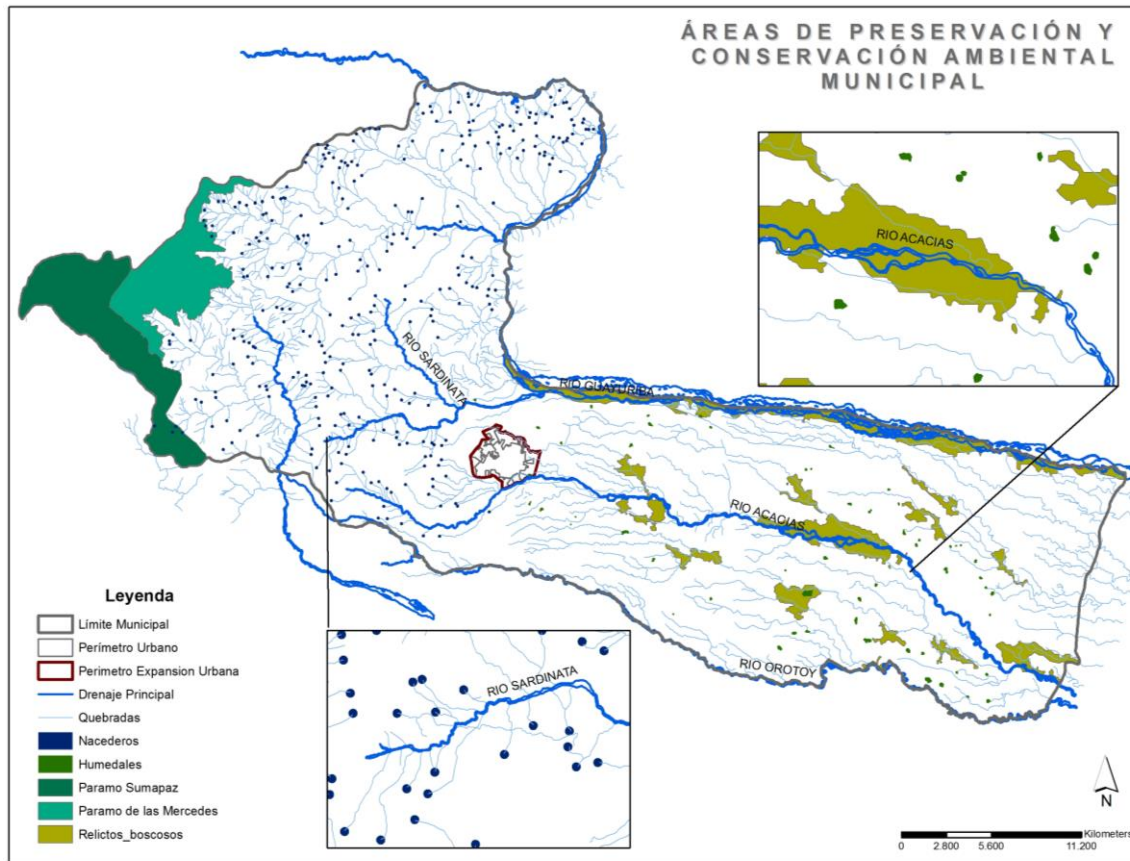 ÁREAS DE PRESERVACIÓN Y
CONSERVACIÓN AMBIENTAL
MUNICIPAL
RIO ACACIAS
RIO SARDINATA
RIO GUAYURIBA
RIO ACACIAS
RIO OROTOY
RIO SARDINATA
Leyenda
Límite Municipal
Perímetro Urbano
Perimetro Expansion Urbana
Drenaje Principal
Quebradas
Nacederos
Humedales
Paramo Sumapaz
Paramo de las Mercedes
Relictos_boscosos
N
Kilometers
0 2.800 5.600 11.200